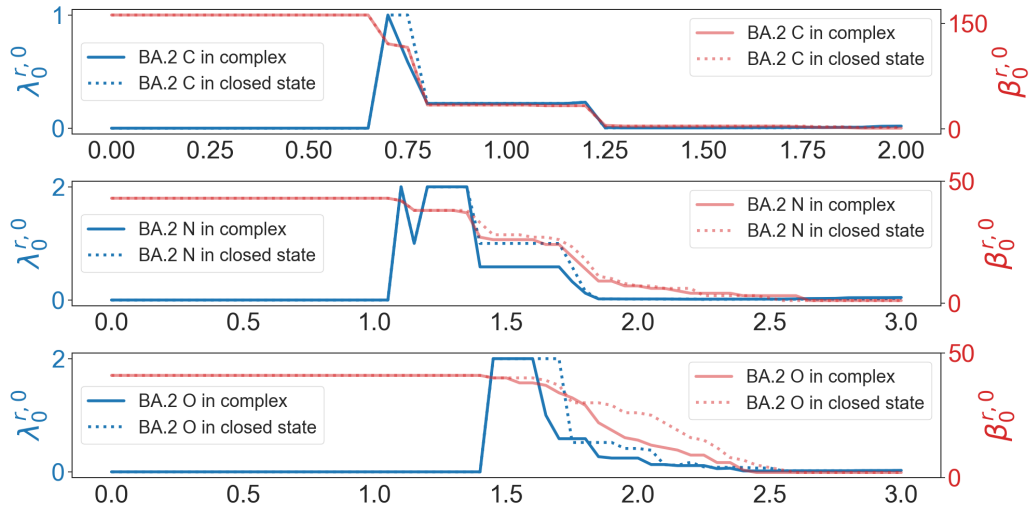 1
0
λ_0^{r, 0}
BA.2 C in complex
BA.2 C in closed state
BA.2 C in complex
BA.2 C in closed state
150
0
β_0^{r, 0}
0.00 0.25 0.50 0.75 1.00 1.25 1.50 1.75 2.00
2
0
λ_0^{r, 0}
BA.2 N in complex
BA.2 N in closed state
BA.2 N in complex
BA.2 N in closed state
50
0
β_0^{r, 0}
0.0 0.5 1.0 1.5 2.0 2.5 3.0
2
0
λ_0^{r, 0}
BA.2 O in complex
BA.2 O in closed state
BA.2 O in complex
BA.2 O in closed state
50
0
β_0^{r, 0}
0.0 0.5 1.0 1.5 2.0 2.5 3.0